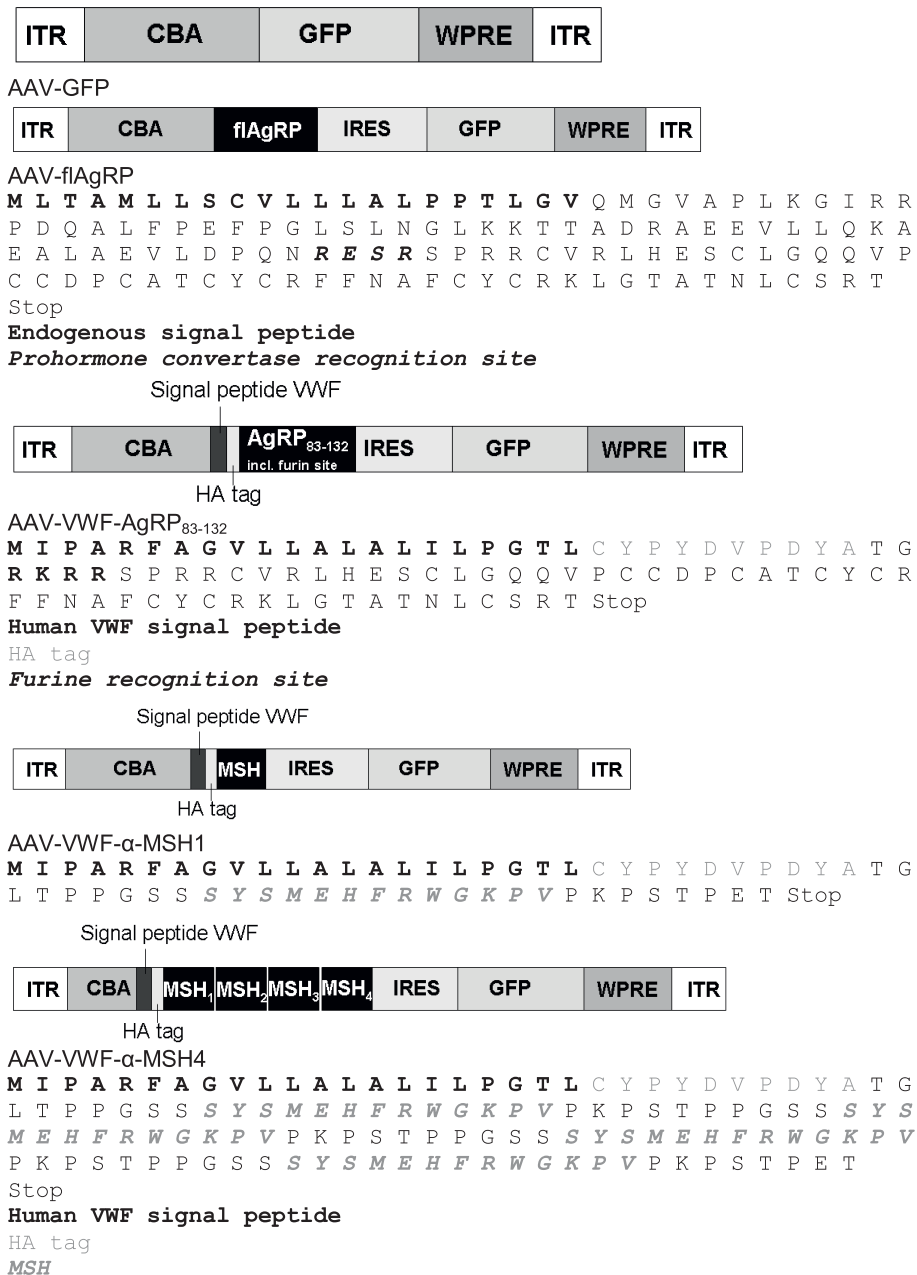 ITR CBA GFP WPRE ITR
AAV-GFP
ITR CBA flAgRP IRES GFP WPRE ITR
AAV-flAgRP
M L T A M L L S C V L L L A L P P T L G V Q M G V A P L K G I R R
P D Q A L F P E F P G L S L N G L K K T T A D R A E E V L L Q K A
E A L A E V L D P Q N R E S R S P R R C V R L H E S C L G Q Q V P
C C D P C A T C Y C R F F N A F C Y C R K L G T A T N L C S R T
Stop
Endogenous signal peptide
Prohormone convertase recognition site
Signal peptide VWF
ITR CBA AgRP83-132 incl. furin site IRES GFP WPRE ITR
HA tag
AAV-VWF-AgRP83-132
M I P A R F A G V L L A L A L I L P G T L C Y P Y D V P D Y A T G
R K R R S P R R C V R L H E S C L G Q Q V P C C D P C A T C Y C R
F F N A F C Y C R K L G T A T N L C S R T Stop
Human VWF signal peptide
HA tag
Furine recognition site
Signal peptide VWF
ITR CBA MSH IRES GFP WPRE ITR
HA tag
AAV-VWF-α-MSH1
M I P A R F A G V L L A L A L I L P G T L C Y P Y D V P D Y A T G
L T P P G S S S Y S M E H F R W G K P V P K P S T P E T Stop
Signal peptide VWF
ITR CBA MSH1 MSH2 MSH3 MSH4 IRES GFP WPRE ITR
HA tag
AAV-VWF-α-MSH4
M I P A R F A G V L L A L A L I L P G T L C Y P Y D V P D Y A T G
L T P P G S S S Y S M E H F R W G K P V P K P S T P P G S S S Y S
M E H F R W G K P V P K P S T P P G S S S Y S M E H F R W G K P V
P K P S T P P G S S S Y S M E H F R W G K P V P K P S T P E T
Stop
Human VWF signal peptide
HA tag
MSH